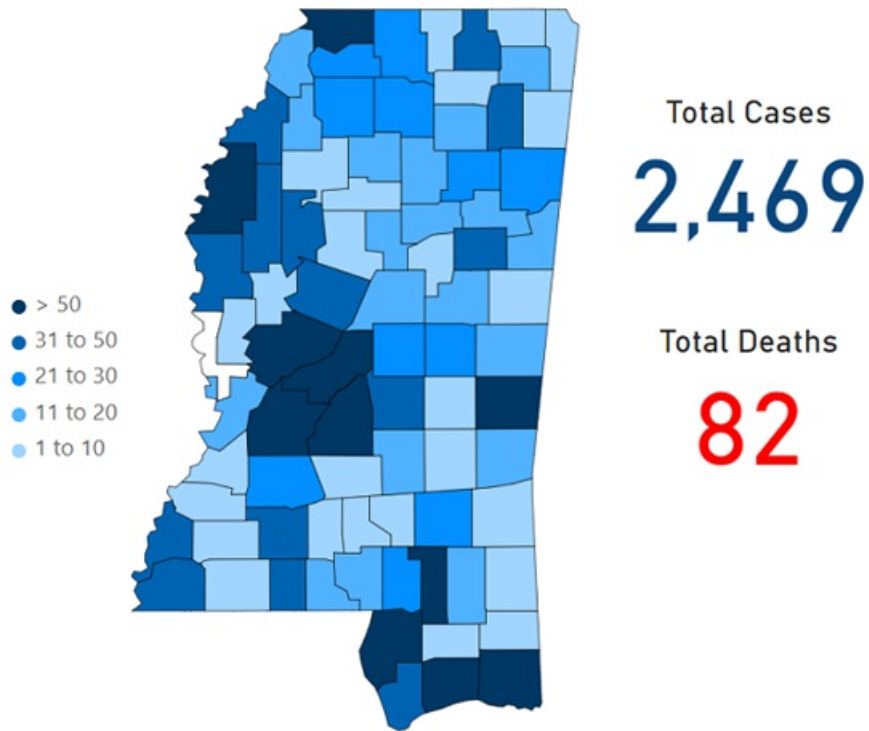 > 50
31 to 50
21 to 30
11 to 20
1 to 10
Total Cases
2,469
Total Deaths
82